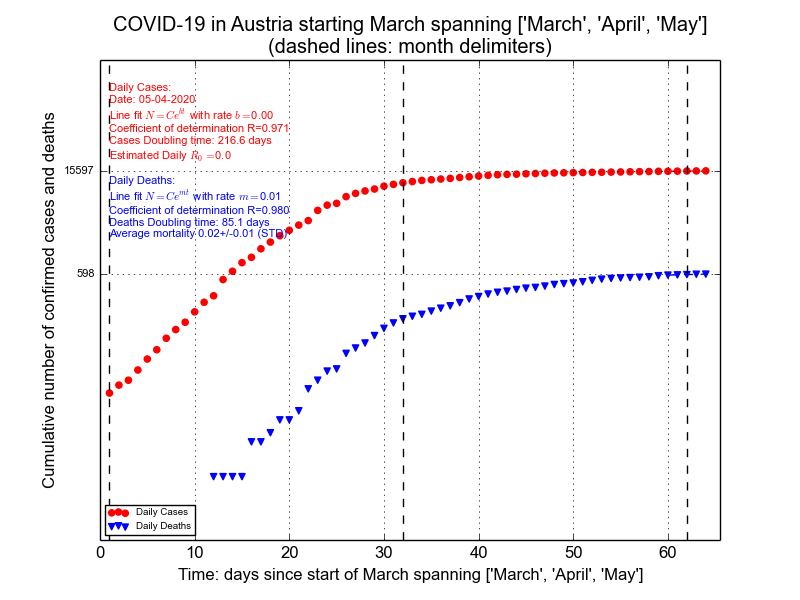 COVID-19 in Austria starting March spanning ['March', 'April', 'May']
(dashed lines: month delimiters)
Daily Cases:
Date: 05-04-2020
Line fit N = Ce^{bt} with rate b = 0.00
Coefficient of determination R=0.971
Cases Doubling time: 216.6 days
Estimated Daily R_0 = 0.0
15597
Daily Deaths:
Line fit N = Ce^{mt} with rate m = 0.01
Coefficient of determination R=0.980
Deaths Doubling time: 85.1 days
Average mortality 0.02+/-0.01 (STD)
598
Cumulative number of confirmed cases and deaths
Daily Cases
Daily Deaths
0 10 20 30 40 50 60
Time: days since start of March spanning ['March', 'April', 'May']